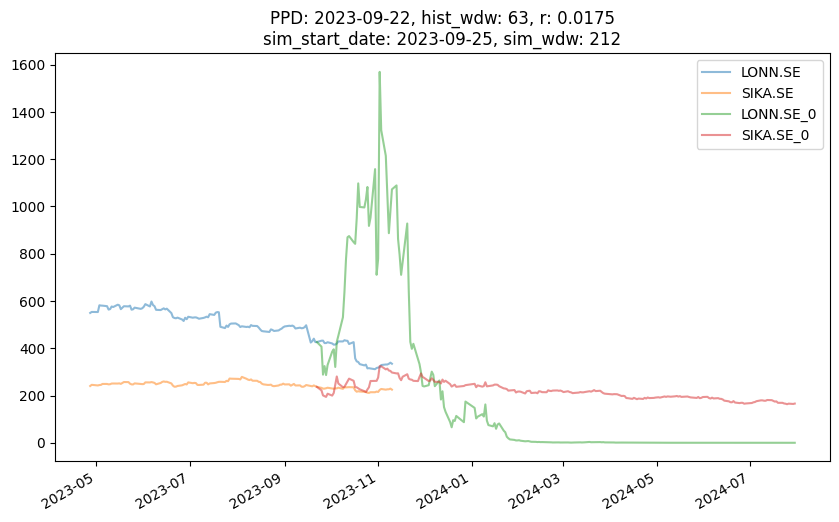 PPD: 2023-09-22, hist_wdw: 63, r: 0.0175
sim_start_date: 2023-09-25, sim_wdw: 212
LONN.SE
SIKA.SE
LONN.SE_0
SIKA.SE_0
1600
1400
1200
1000
800
600
400
200
0
2023-05
2023-07
2023-09
2023-11
2024-01
2024-03
2024-05
2024-07